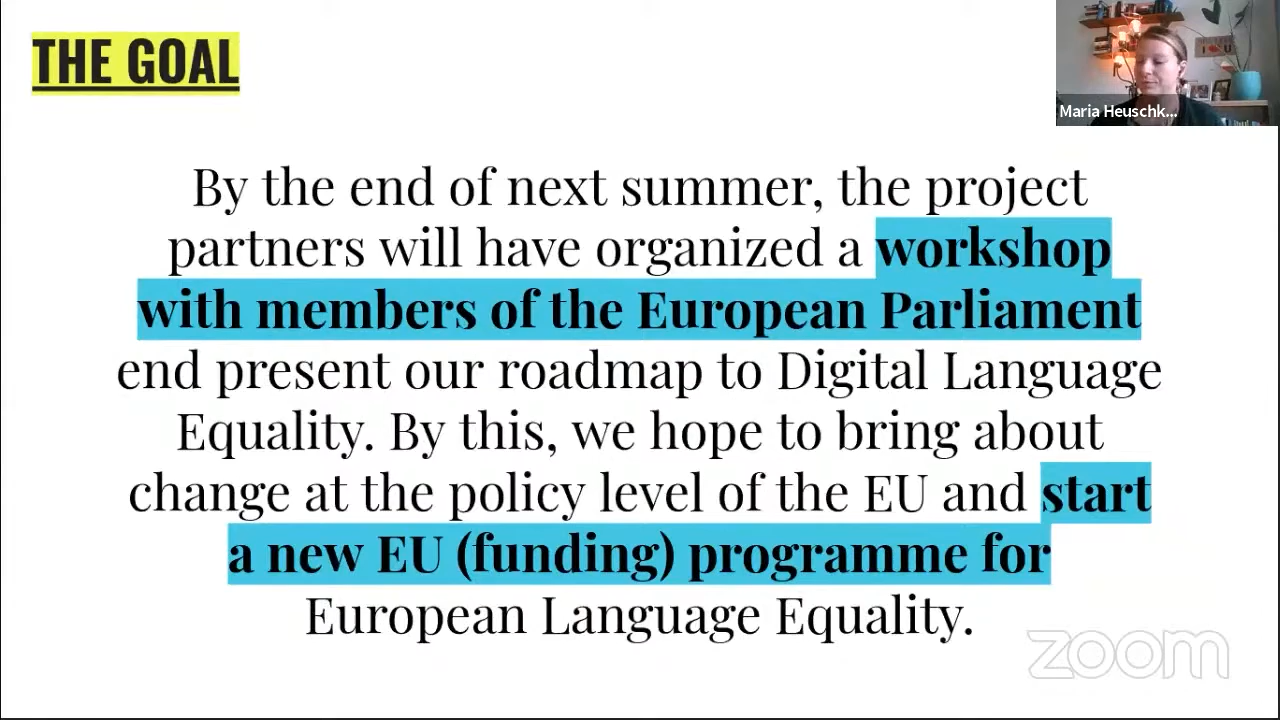 THE GOAL
Maria Heuschk...
By the end of next summer, the project
partners will have organized a workshop
with members of the European Parliament
end present our roadmap to Digital Language
Equality. By this, we hope to bring about
change at the policy level of the EU and start
a new EU (funding) programme for
European Language Equality.
zoom